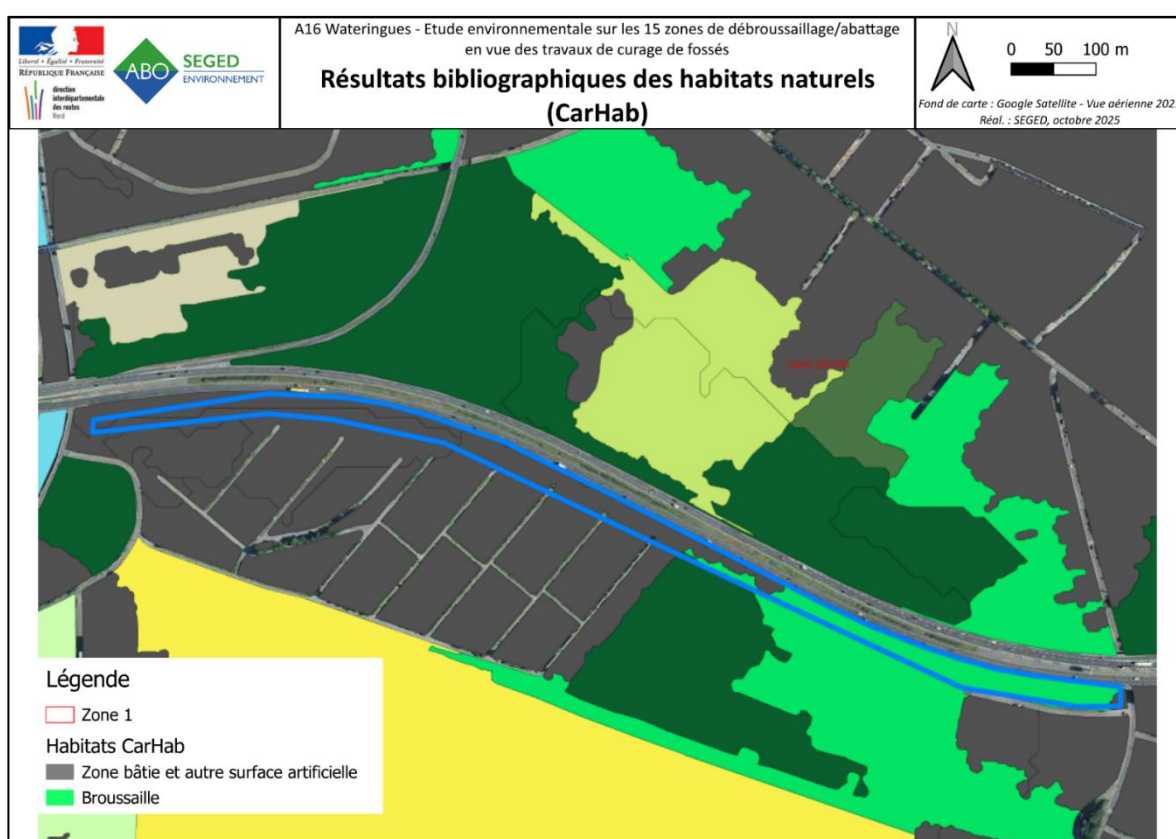 Liberté • Égalité • Fraternité
RÉPUBLIQUE FRANÇAISE
direction
interdépartementale
des routes
Nord
ABO
SEGED
ENVIRONNEMENT
A16 Wateringues - Etude environnementale sur les 15 zones de débroussaillage/abattage
en vue des travaux de curage de fossés
Résultats bibliographiques des habitats naturels
(CarHab)
N
0 50 100 m
Fond de carte : Google Satellite - Vue aérienne 202
Réal. : SEGED, octobre 2025
Légende
Zone 1
Habitats CarHab
Zone bâtie et autre surface artificielle
Broussaille